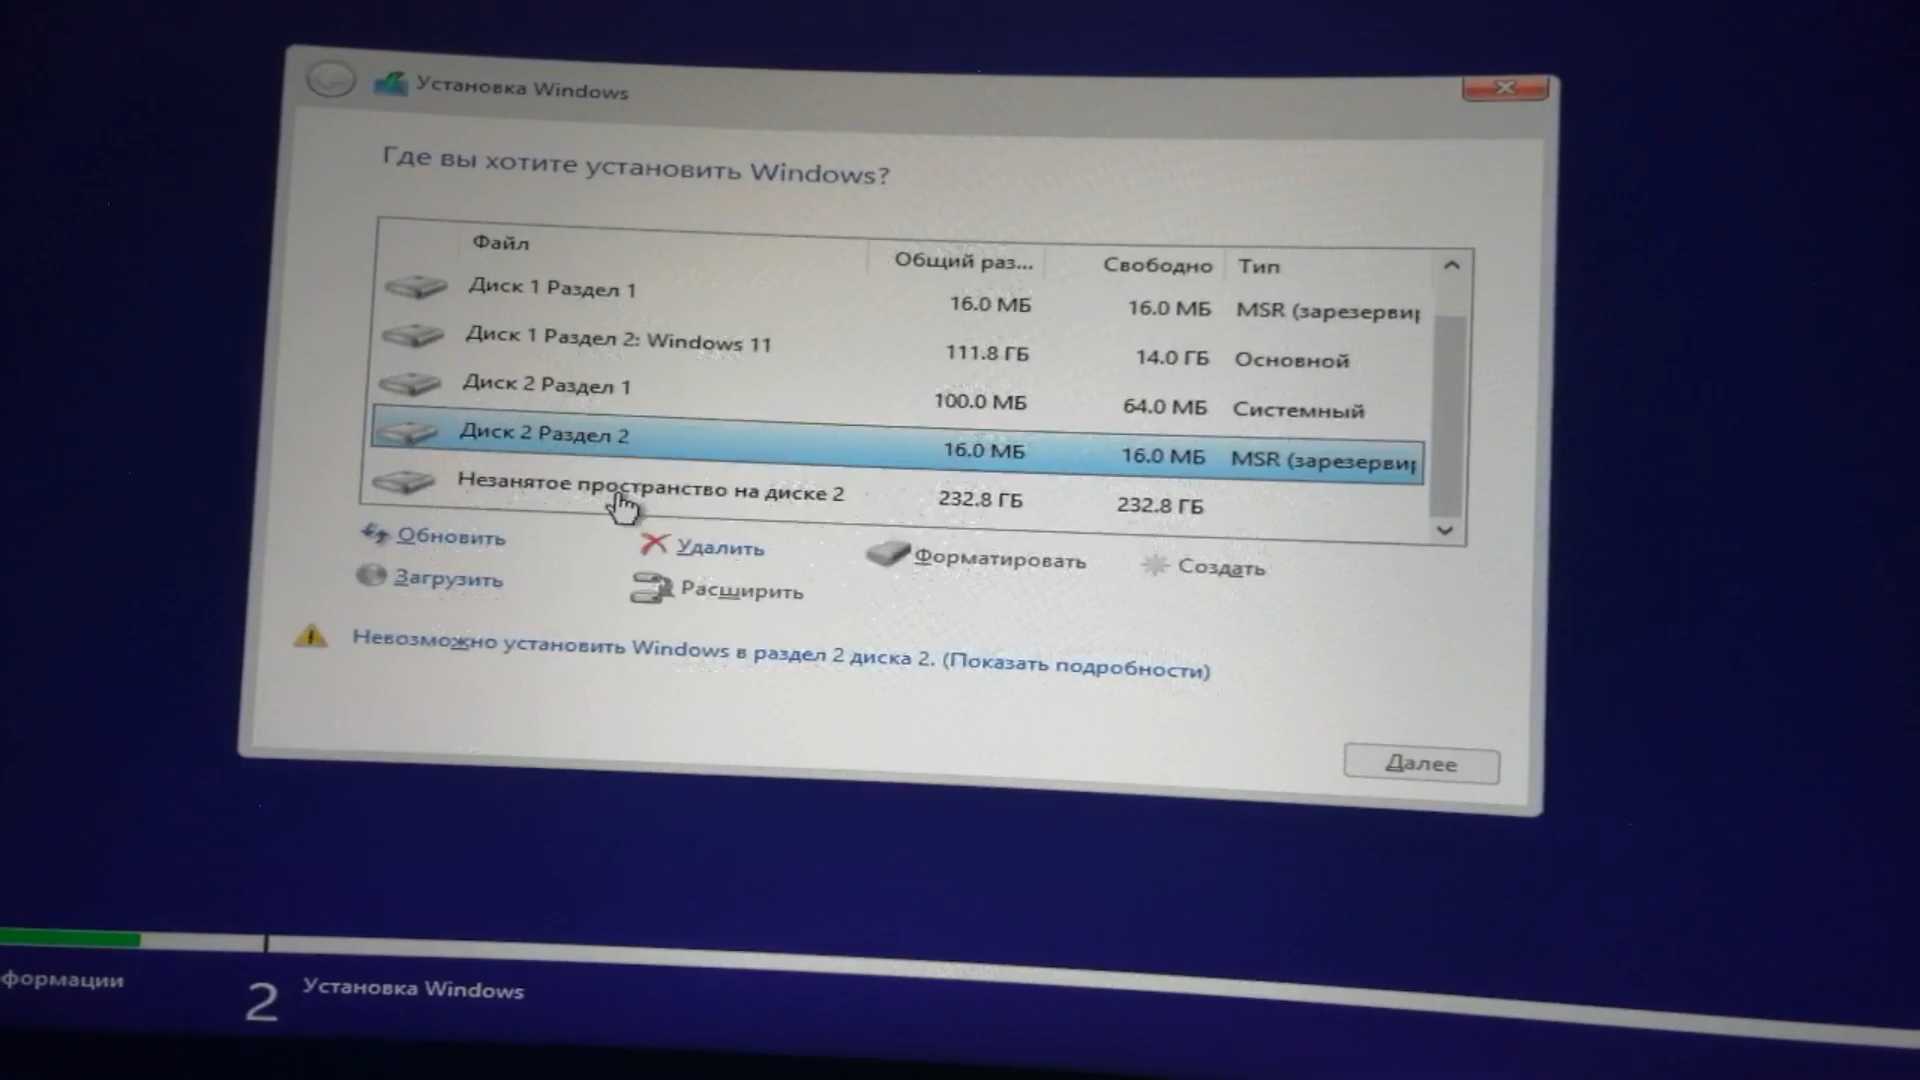 Установка Windows
Где вы хотите установить Windows?
Файл Общий раз... Свободно Тип
Диск 1 Раздел 1 16.0 МБ 16.0 МБ MSR (зарезервир
Диск 1 Раздел 2: Windows 11 111.8 ГБ 14.0 ГБ Основной
Диск 2 Раздел 1 100.0 МБ 64.0 МБ Системный
Диск 2 Раздел 2 16.0 МБ 16.0 МБ MSR (зарезервир
Незанятое пространство на диске 2 232.8 ГБ 232.8 ГБ
Обновить Удалить Форматировать Создать
Загрузить Расширить
Невозможно установить Windows в раздел 2 диска 2. (Показать подробности)
Далее
формации 2 Установка Windows